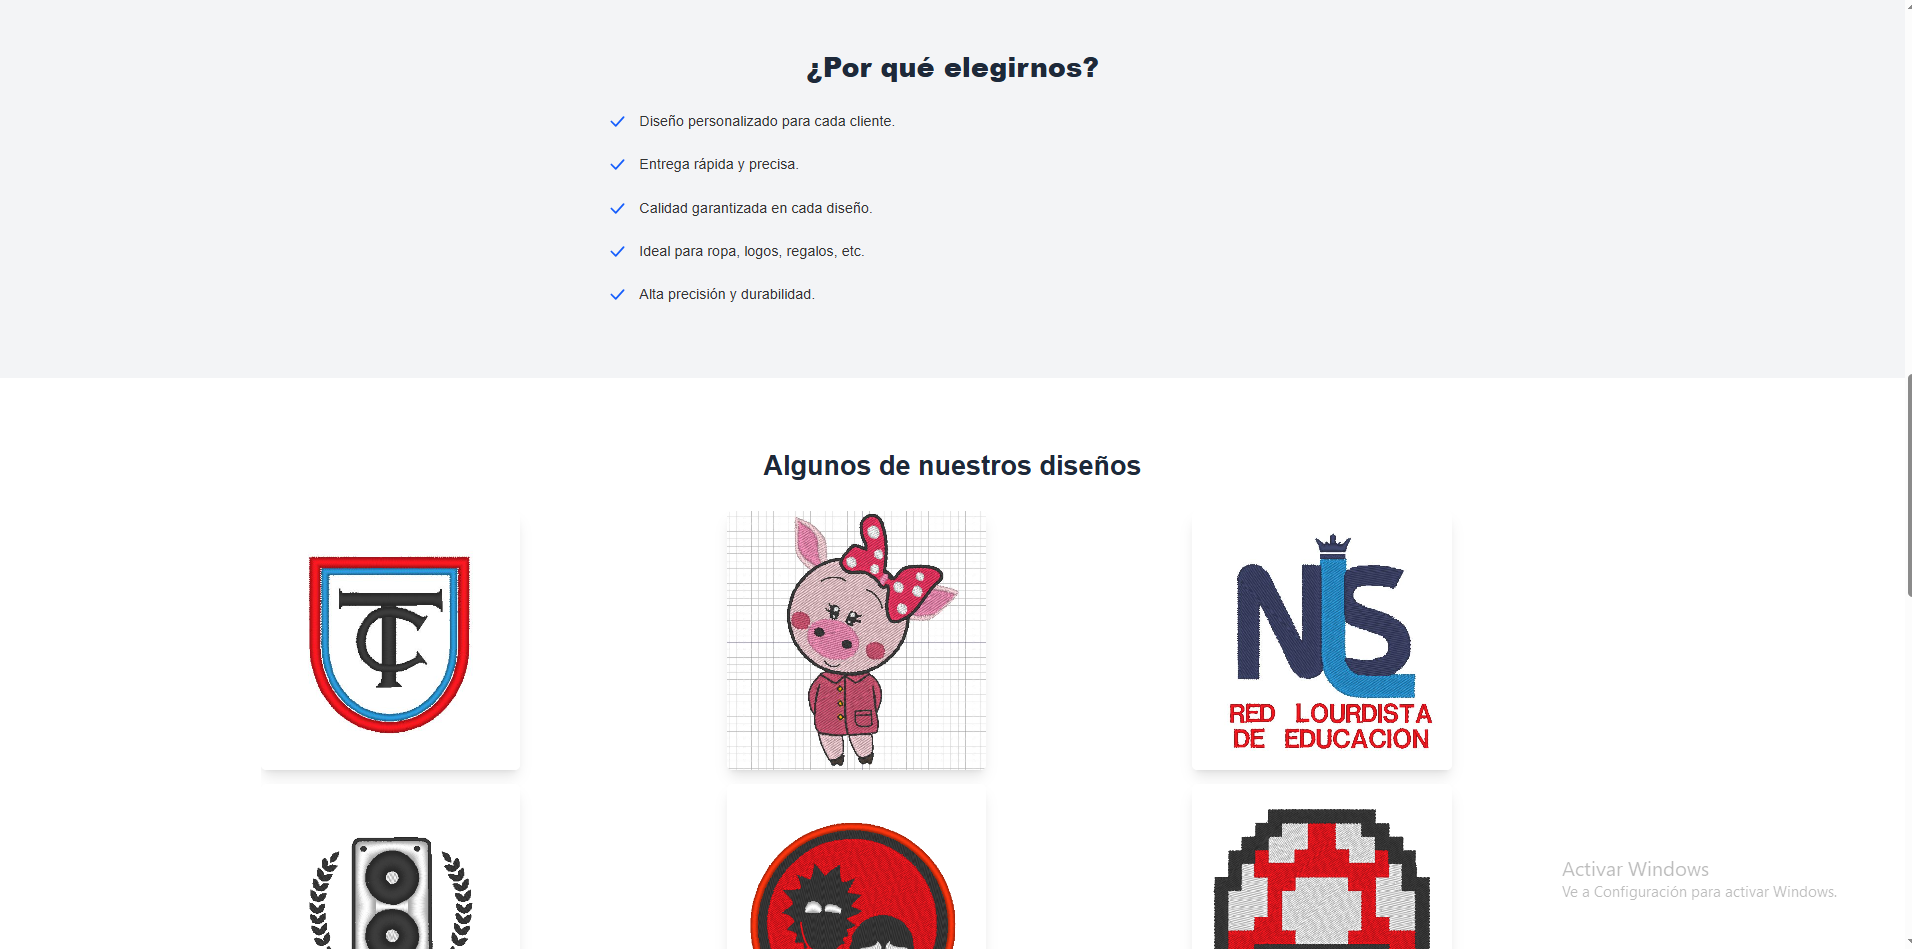 ¿Por qué elegirnos?
Diseño personalizado para cada cliente.
Entrega rápida y precisa.
Calidad garantizada en cada diseño.
Ideal para ropa, logos, regalos, etc.
Alta precisión y durabilidad.
Algunos de nuestros diseños
TC
NLS
RED LOURDISTA
DE EDUCACION
Activar Windows
Ve a Configuración para activar Windows.